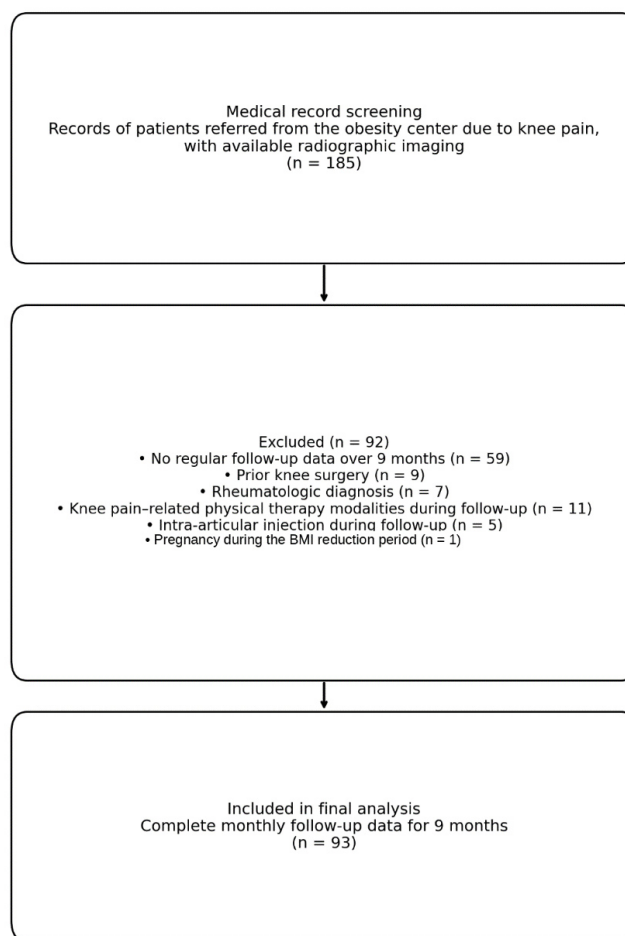 Medical record screening
Records of patients referred from the obesity center due to knee pain,
with available radiographic imaging
(n = 185)
Excluded (n = 92)
• No regular follow-up data over 9 months (n = 59)
• Prior knee surgery (n = 9)
• Rheumatologic diagnosis (n = 7)
• Knee pain–related physical therapy modalities during follow-up (n = 11)
• Intra-articular injection during follow-up (n = 5)
• Pregnancy during the BMI reduction period (n = 1)
Included in final analysis
Complete monthly follow-up data for 9 months
(n = 93)